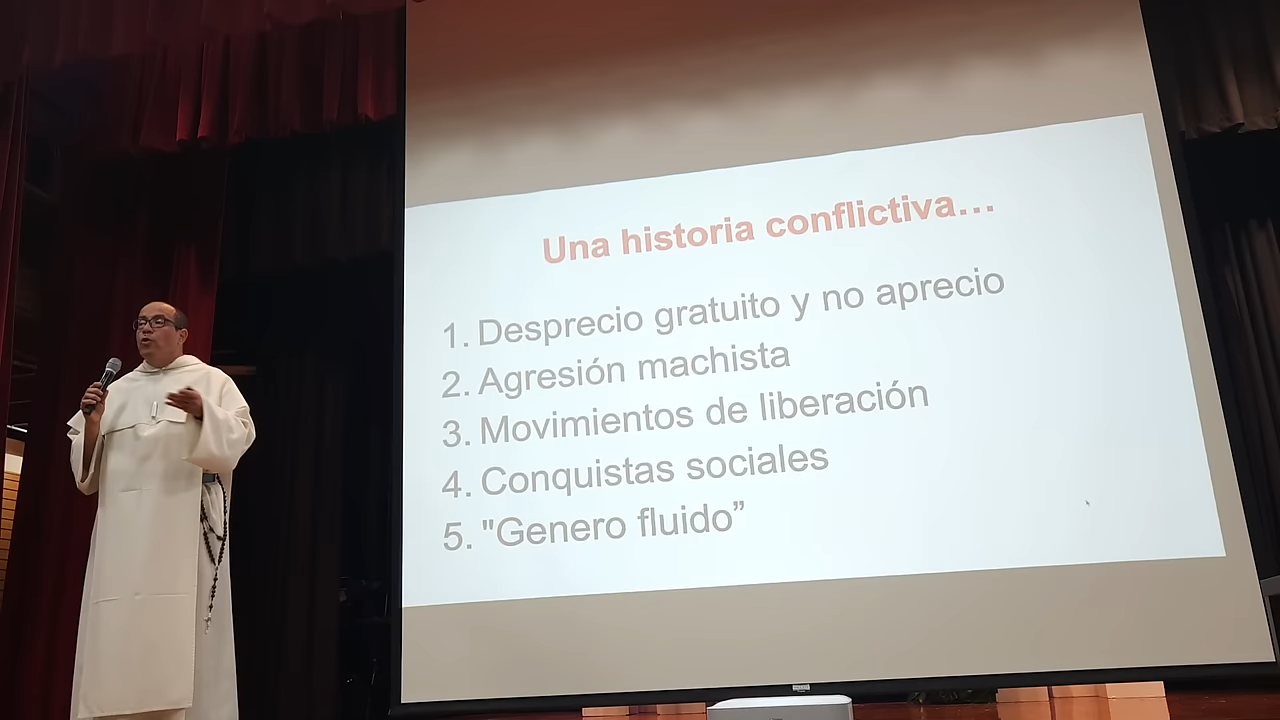 Una historia conflictiva...
1. Desprecio gratuito y no aprecio
2. Agresión machista
3. Movimientos de liberación
4. Conquistas sociales
5. "Genero fluido”